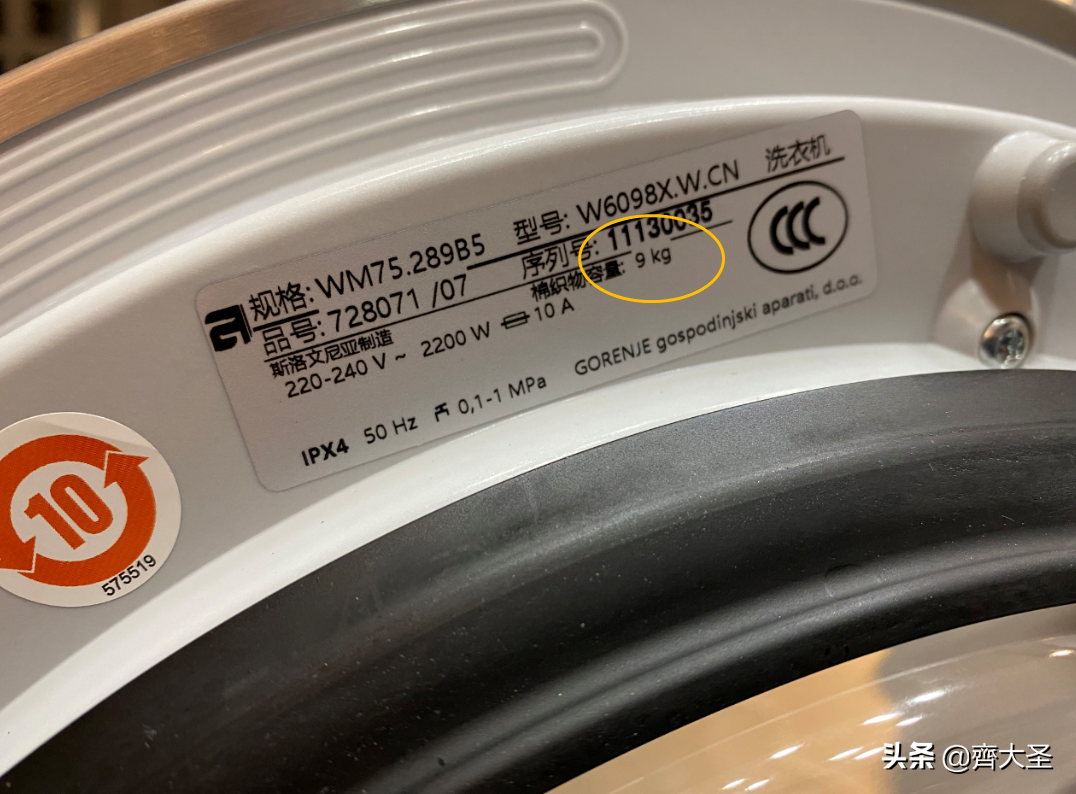 规格: WM75.289B5 型号: W6098X.W.CN 洗衣机
品号: 728071 /07 序列号: 11130035
斯洛文尼亚制造 棉织物容量: 9 kg
220-240 V ~ 2200 W 10 A
IPX4 50 Hz 0,1-1 MPa GORENJE gospodinjski aparati, d.o.o.
CCC
10
575519
头条 @齊大圣